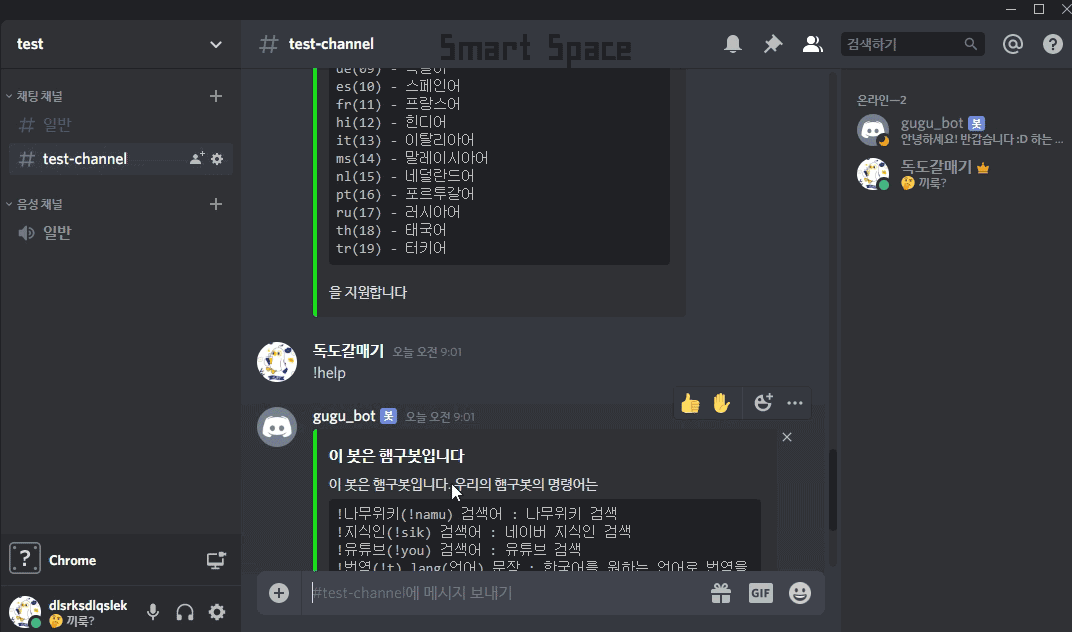 test
test-channel
Smart Space
검색하기
채팅 채널
일반
test-channel
음성 채널
일반
de(09) - 독일어
es(10) - 스페인어
fr(11) - 프랑스어
hi(12) - 힌디어
it(13) - 이탈리아어
ms(14) - 말레이시아어
nl(15) - 네덜란드어
pt(16) - 포르투갈어
ru(17) - 러시아어
th(18) - 태국어
tr(19) - 터키어
을 지원합니다
독도갈매기 오늘 오전 9:01
!help
gugu_bot 봇 오늘 오전 9:01
이 봇은 햄구봇입니다
이 봇은 햄구봇입니다. 우리의 햄구봇의 명령어는
!나무위키(!namu) 검색어 : 나무위키 검색
!지식인(!sik) 검색어 : 네이버 지식인 검색
!유튜브(!you) 검색어 : 유튜브 검색
!번역(!t) lang(언어) 문장 : 한국어를 원하는 언어로 번역을
#test-channel에 메시지 보내기
GIF
온라인—2
gugu_bot 봇
안녕하세요! 반갑습니다 :D 하는 ...
독도갈매기
🤔 끼룩?
Chrome
dlsrksdlqslek
🤔 끼룩?